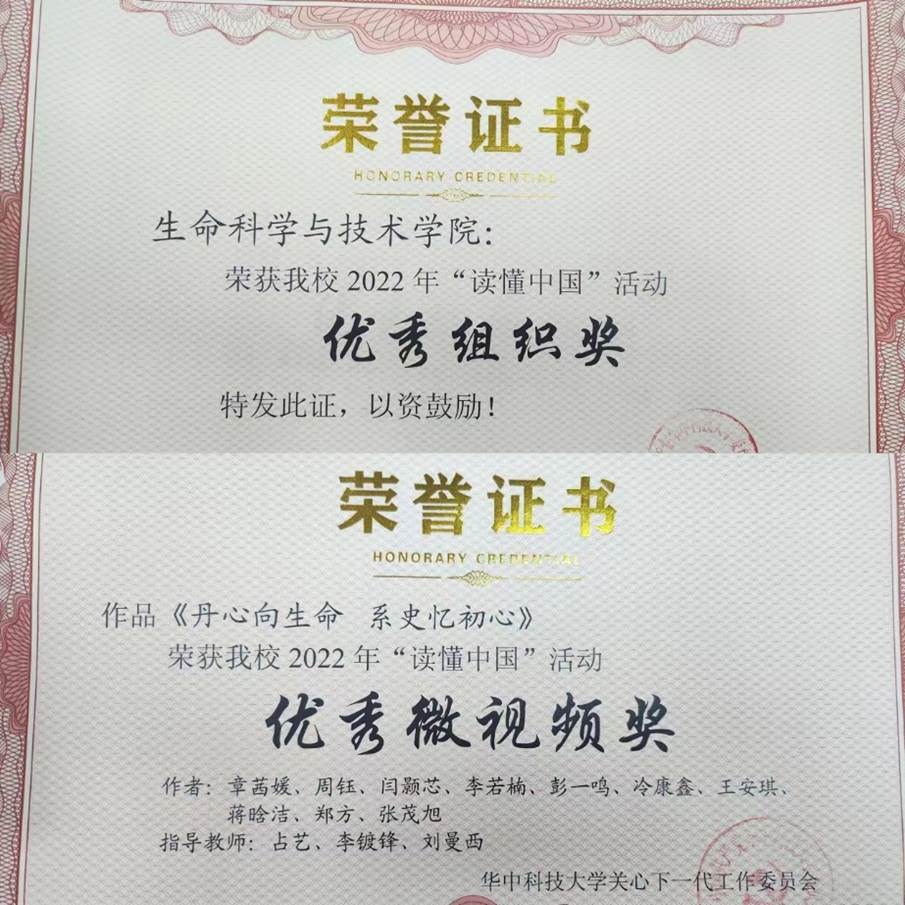 荣誉证书
HONORARY CREDENTIAL
生命科学与技术学院：
荣获我校 2022 年“读懂中国”活动
优秀组织奖
特发此证，以资鼓励！
荣誉证书
HONORARY CREDENTIAL
作品《丹心向生命 系史忆初心》
荣获我校 2022 年“读懂中国”活动
优秀微视频奖
作者：章茜媛、周钰、闫颢芯、李若楠、彭一鸣、冷康鑫、王安琪、
蒋晗洁、郑方、张茂旭
指导教师：占艺、李镀锋、刘曼西
华中科技大学关心下一代工作委员会